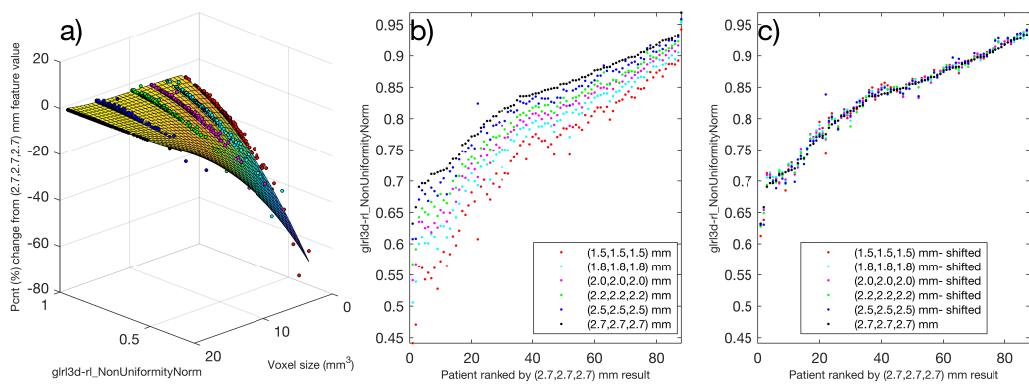 a)
20
0
-20
-40
-60
-80
Pcnt (%) change from (2.7,2.7,2.7) mm feature value
1
0.5
glrl3d-rl_NonUniformityNorm
20
10
0
Voxel size (mm³)
b)
0.95
0.9
0.85
0.8
0.75
0.7
0.65
0.6
0.55
0.5
0.45
glrl3d-rl_NonUniformityNorm
(1.5,1.5,1.5) mm
(1.8,1.8,1.8) mm
(2.0,2.0,2.0) mm
(2.2,2.2,2.2) mm
(2.5,2.5,2.5) mm
(2.7,2.7,2.7) mm
0 20 40 60 80
Patient ranked by (2.7,2.7,2.7) mm result
c)
0.95
0.9
0.85
0.8
0.75
0.7
0.65
0.6
0.55
0.5
0.45
glrl3d-rl_NonUniformityNorm
(1.5,1.5,1.5) mm- shifted
(1.8,1.8,1.8) mm- shifted
(2.0,2.0,2.0) mm- shifted
(2.2,2.2,2.2) mm- shifted
(2.5,2.5,2.5) mm- shifted
(2.7,2.7,2.7) mm
0 20 40 60 80
Patient ranked by (2.7,2.7,2.7) mm result